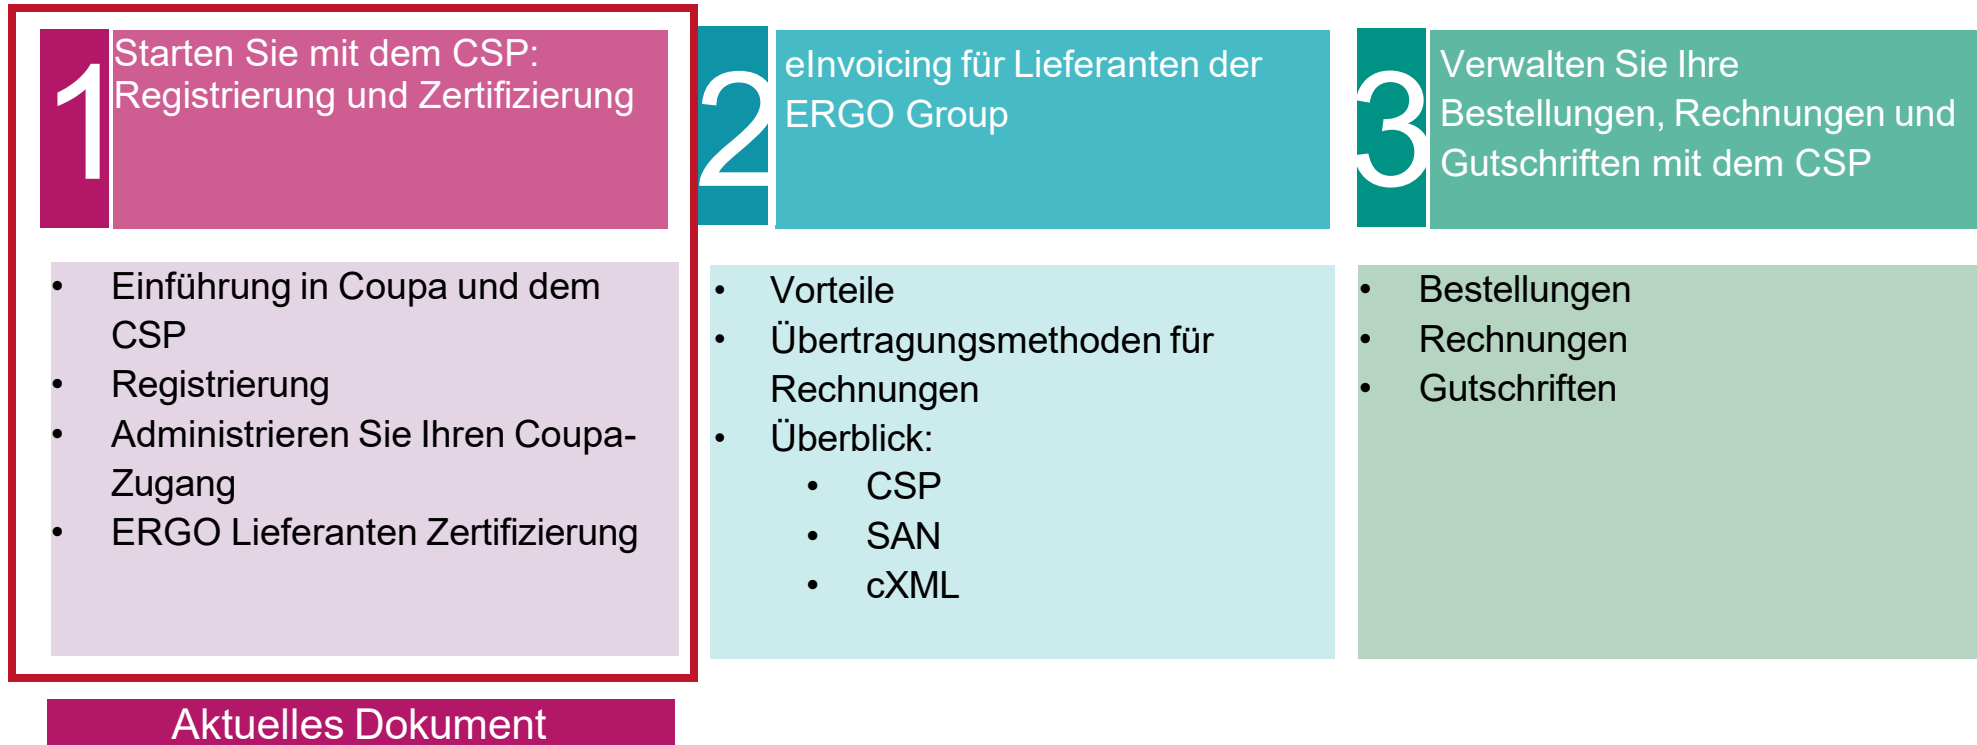 1
Starten Sie mit dem CSP:
Registrierung und Zertifizierung
• Einführung in Coupa und dem
CSP
• Registrierung
• Administrieren Sie Ihren Coupa-
Zugang
• ERGO Lieferanten Zertifizierung
Aktuelles Dokument
2
eInvoicing für Lieferanten der
ERGO Group
• Vorteile
• Übertragungsmethoden für
Rechnungen
• Überblick:
• CSP
• SAN
• cXML
3
Verwalten Sie Ihre
Bestellungen, Rechnungen und
Gutschriften mit dem CSP
• Bestellungen
• Rechnungen
• Gutschriften